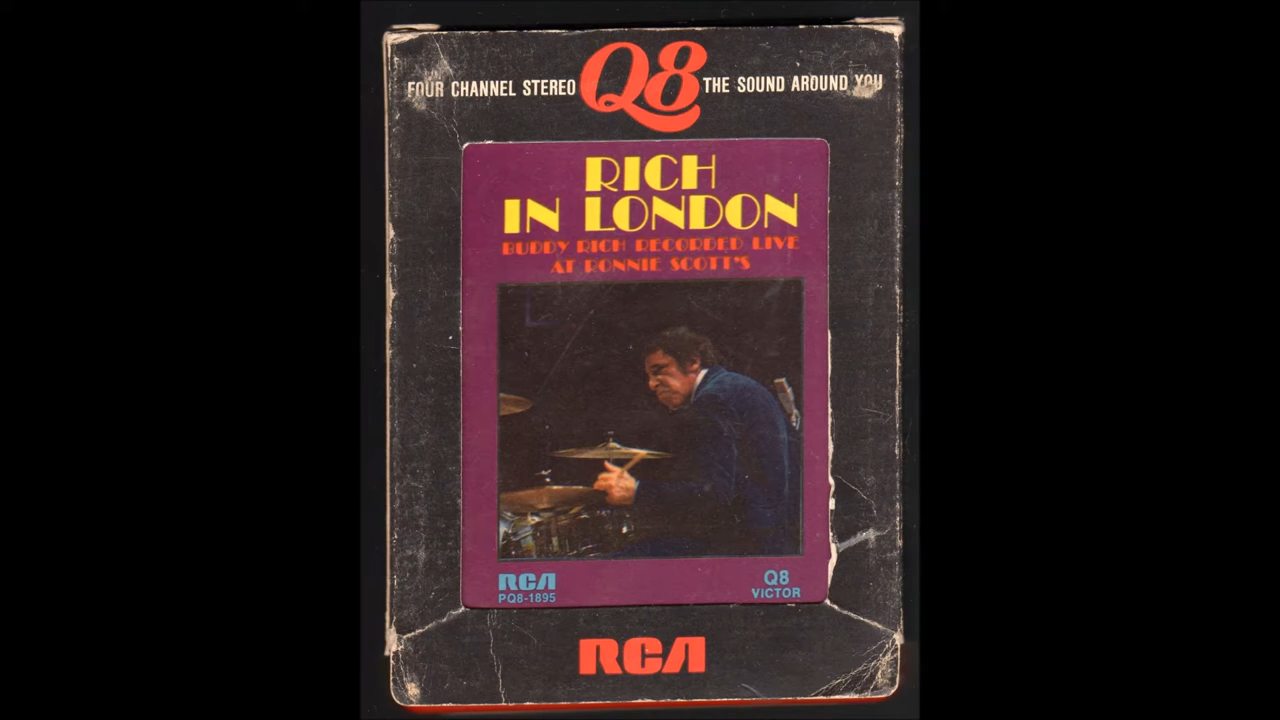 FOUR CHANNEL STEREO Q8 THE SOUND AROUND YOU
RICH
IN LONDON
BUDDY RICH RECORDED LIVE
AT RONNIE SCOTT'S
RCA
PQ8-1895
Q8
VICTOR
RCA